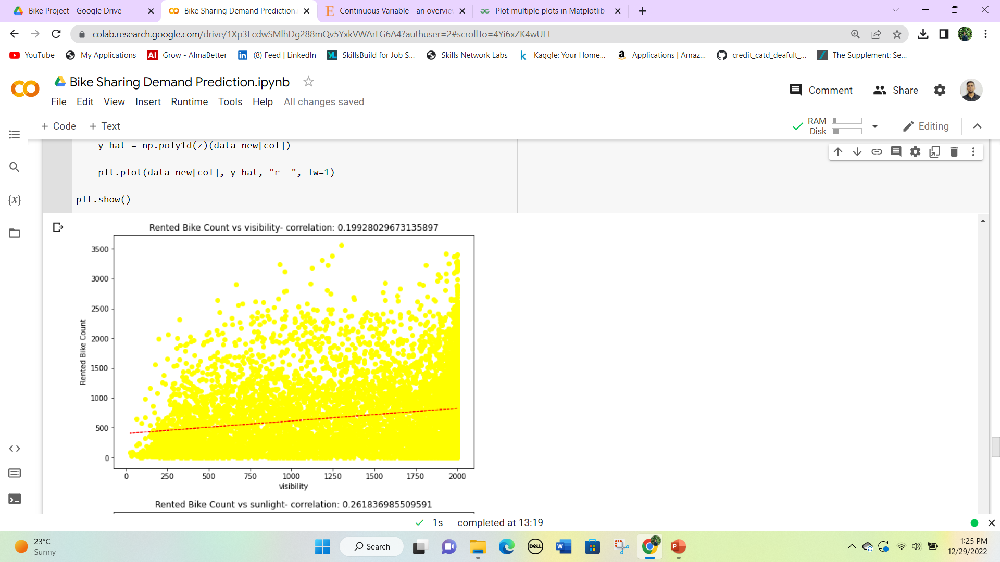 Bike Project - Google Drive
Bike Sharing Demand Prediction.
Continuous Variable - an overvie
Plot multiple plots in Matplotlib -
colab.research.google.com/drive/1Xp3FcdwSMlhDg288mQv5YxkVWArLG6A4?authuser=2#scrollTo=4Yi6xZK4wUEt
YouTube
My Applications
AI Grow - AlmaBetter
(8) Feed | LinkedIn
SkillsBuild for Job S...
Skills Network Labs
Kaggle: Your Home...
Applications | Amaz...
credit_catd_deafult_...
The Supplement: Se...
Bike Sharing Demand Prediction.ipynb
Comment
Share
File Edit View Insert Runtime Tools Help All changes saved
+ Code + Text
RAM
Disk
Editing
y_hat = np.poly1d(z)(data_new[col])
plt.plot(data_new[col], y_hat, "r--", lw=1)
plt.show()
Rented Bike Count vs visibility- correlation: 0.19928029673135897
3500
3000
2500
2000
1500
1000
500
0
Rented Bike Count
0 250 500 750 1000 1250 1500 1750 2000
visibility
Rented Bike Count vs sunlight- correlation: 0.261836985509591
1s completed at 13:19
23°C
Sunny
Search
DELL
1:25 PM
12/29/2022